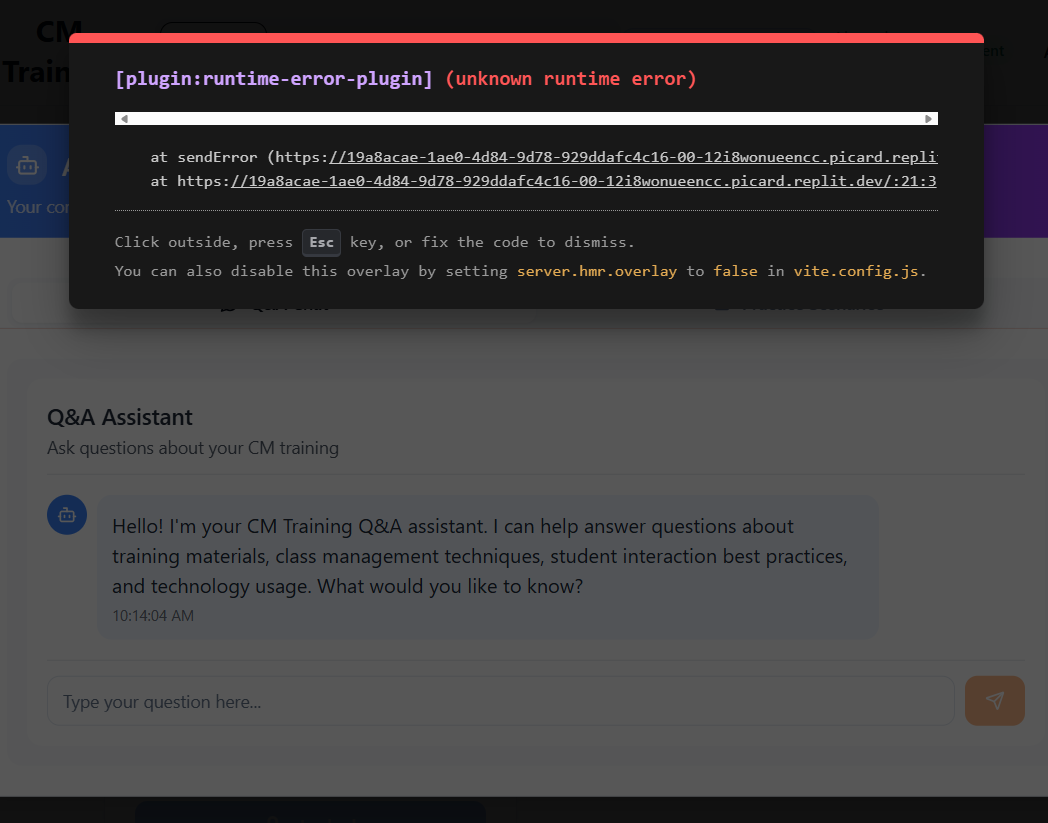 CM
Train
[plugin:runtime-error-plugin] (unknown runtime error)
at sendError (https://19a8acae-1ae0-4d84-9d78-929ddafc4c16-00-12i8wonueencc.picard.repli
at https://19a8acae-1ae0-4d84-9d78-929ddafc4c16-00-12i8wonueencc.picard.replit.dev/:21:3
Your con
Click outside, press Esc key, or fix the code to dismiss.
You can also disable this overlay by setting server.hmr.overlay to false in vite.config.js.
Q&A Assistant
Ask questions about your CM training
Hello! I'm your CM Training Q&A assistant. I can help answer questions about
training materials, class management techniques, student interaction best practices,
and technology usage. What would you like to know?
10:14:04 AM
Type your question here...